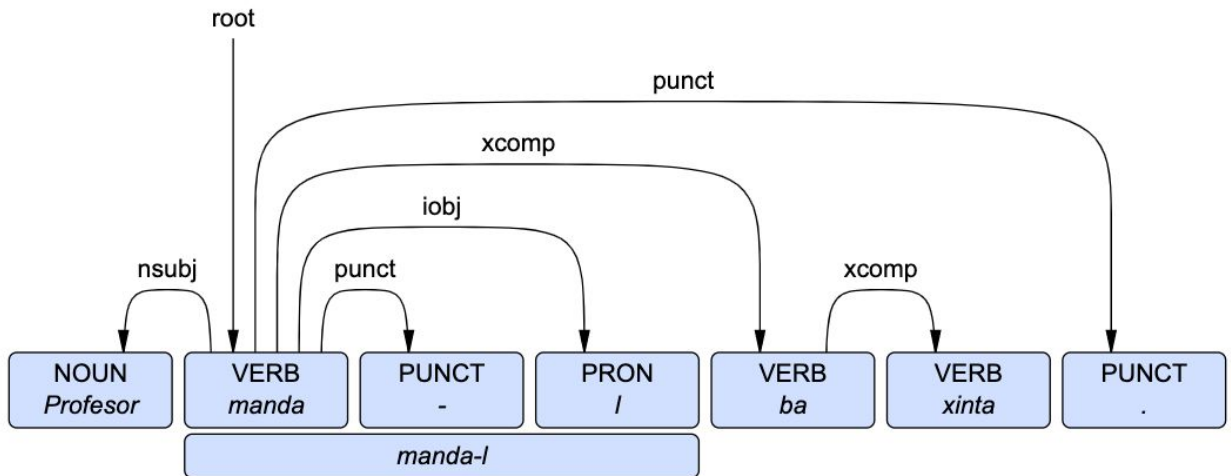 root
punct
xcomp
iobj
nsubj punct xcomp
NOUN VERB PUNCT PRON VERB VERB PUNCT
Profesor manda - l ba xinta .
manda-l